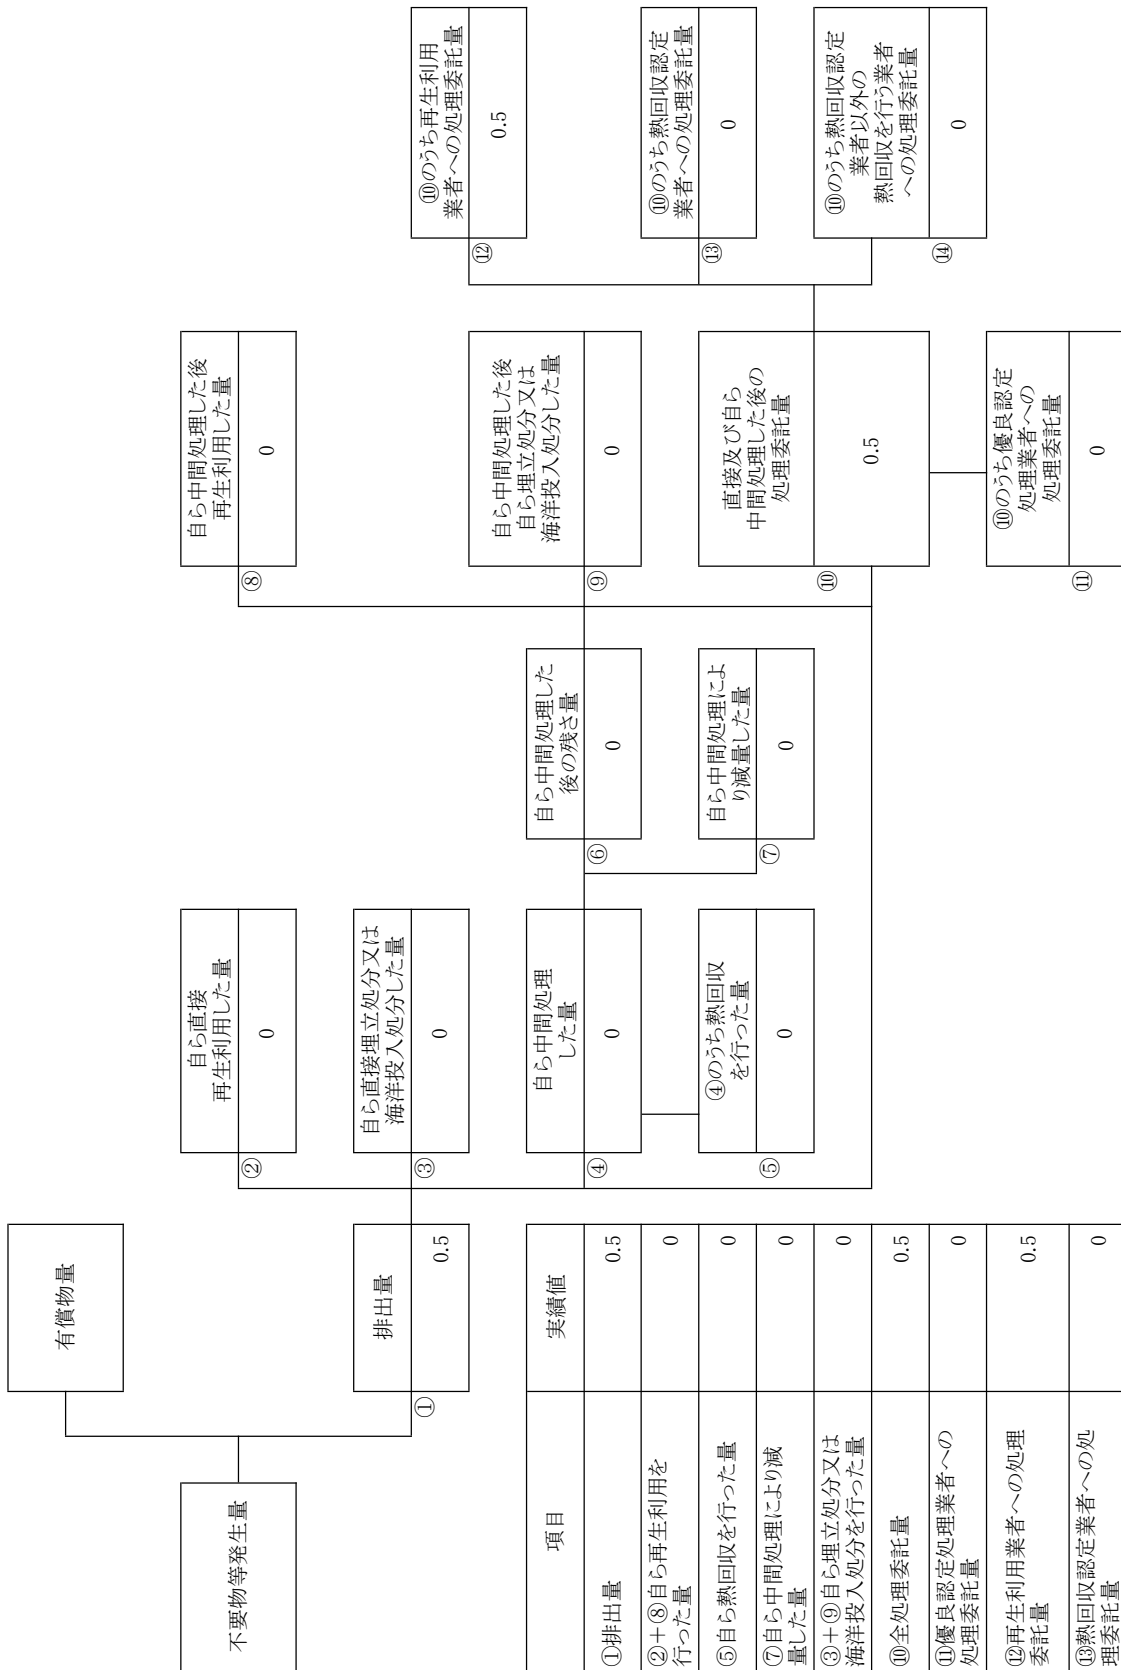 不要物等発生量
有償物量
排出量
①
0.5
自ら直接
再生利用した量
②
0
自ら直接埋立処分又は
海洋投入処分した量
③
0
自ら中間処理
した量
④
0
④のうち熱回収
を行った量
⑤
0
自ら中間処理した
後の残さ量
⑥
0
自ら中間処理によ
り減量した量
⑦
0
自ら中間処理した後
再生利用した量
⑧
0
自ら中間処理した後
自ら埋立処分又は
海洋投入処分した量
⑨
0
直接及び自ら
中間処理した後の
処理委託量
⑩
0.5
⑩のうち優良認定
処理業者への
処理委託量
⑪
0
⑩のうち再生利用
業者への処理委託量
⑫
0.5
⑩のうち熱回収認定
業者への処理委託量
⑬
0
⑩のうち熱回収認定
業者以外の
熱回収を行う業者
への処理委託量
⑭
0
項目
実績値
①排出量
0.5
②+⑧自ら再生利用を
行った量
0
⑤自ら熱回収を行った量
0
⑦自ら中間処理により減
量した量
0
③+⑨自ら埋立処分又は
海洋投入処分を行った量
0
⑩全処理委託量
0.5
⑪優良認定処理業者への
処理委託量
0
⑫再生利用業者への処理
委託量
0.5
⑬熱回収認定業者への処
理委託量
0